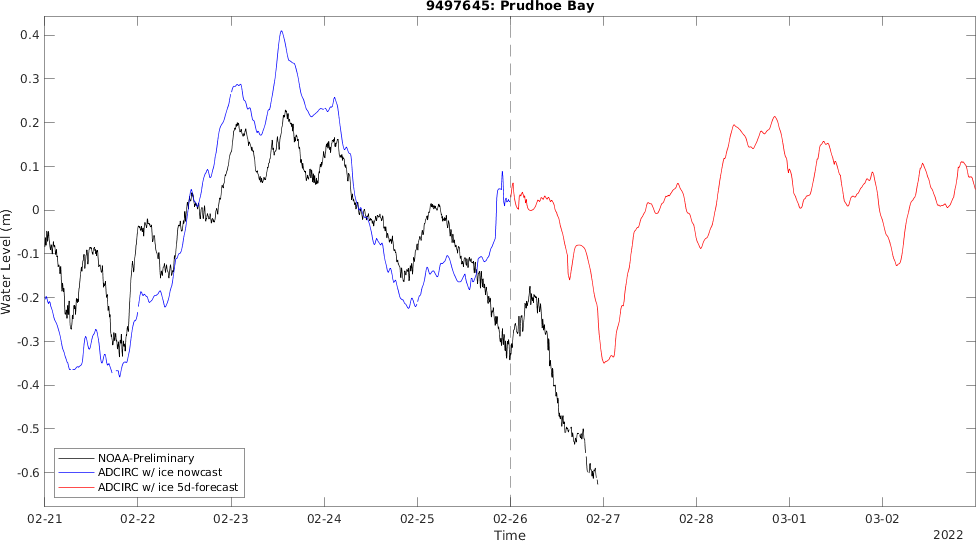 9497645: Prudhoe Bay
Water Level (m)
0.4
0.3
0.2
0.1
0
-0.1
-0.2
-0.3
-0.4
-0.5
-0.6
NOAA-Preliminary
ADCIRC w/ ice nowcast
ADCIRC w/ ice 5d-forecast
02-21 02-22 02-23 02-24 02-25 02-26 02-27 02-28 03-01 03-02
Time
2022